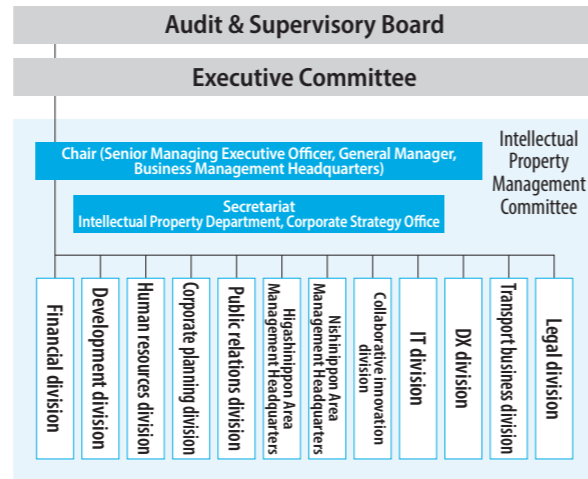 Audit & Supervisory Board
Executive Committee
Chair (Senior Managing Executive Officer, General Manager,
Business Management Headquarters)
Intellectual
Property
Management
Committee
Secretariat
Intellectual Property Department, Corporate Strategy Office
Financial division
Development division
Human resources division
Corporate planning division
Public relations division
Higashinippon Area
Management Headquarters
Nishinippon Area
Management Headquarters
Collaborative innovation
division
IT division
DX division
Transport business division
Legal division